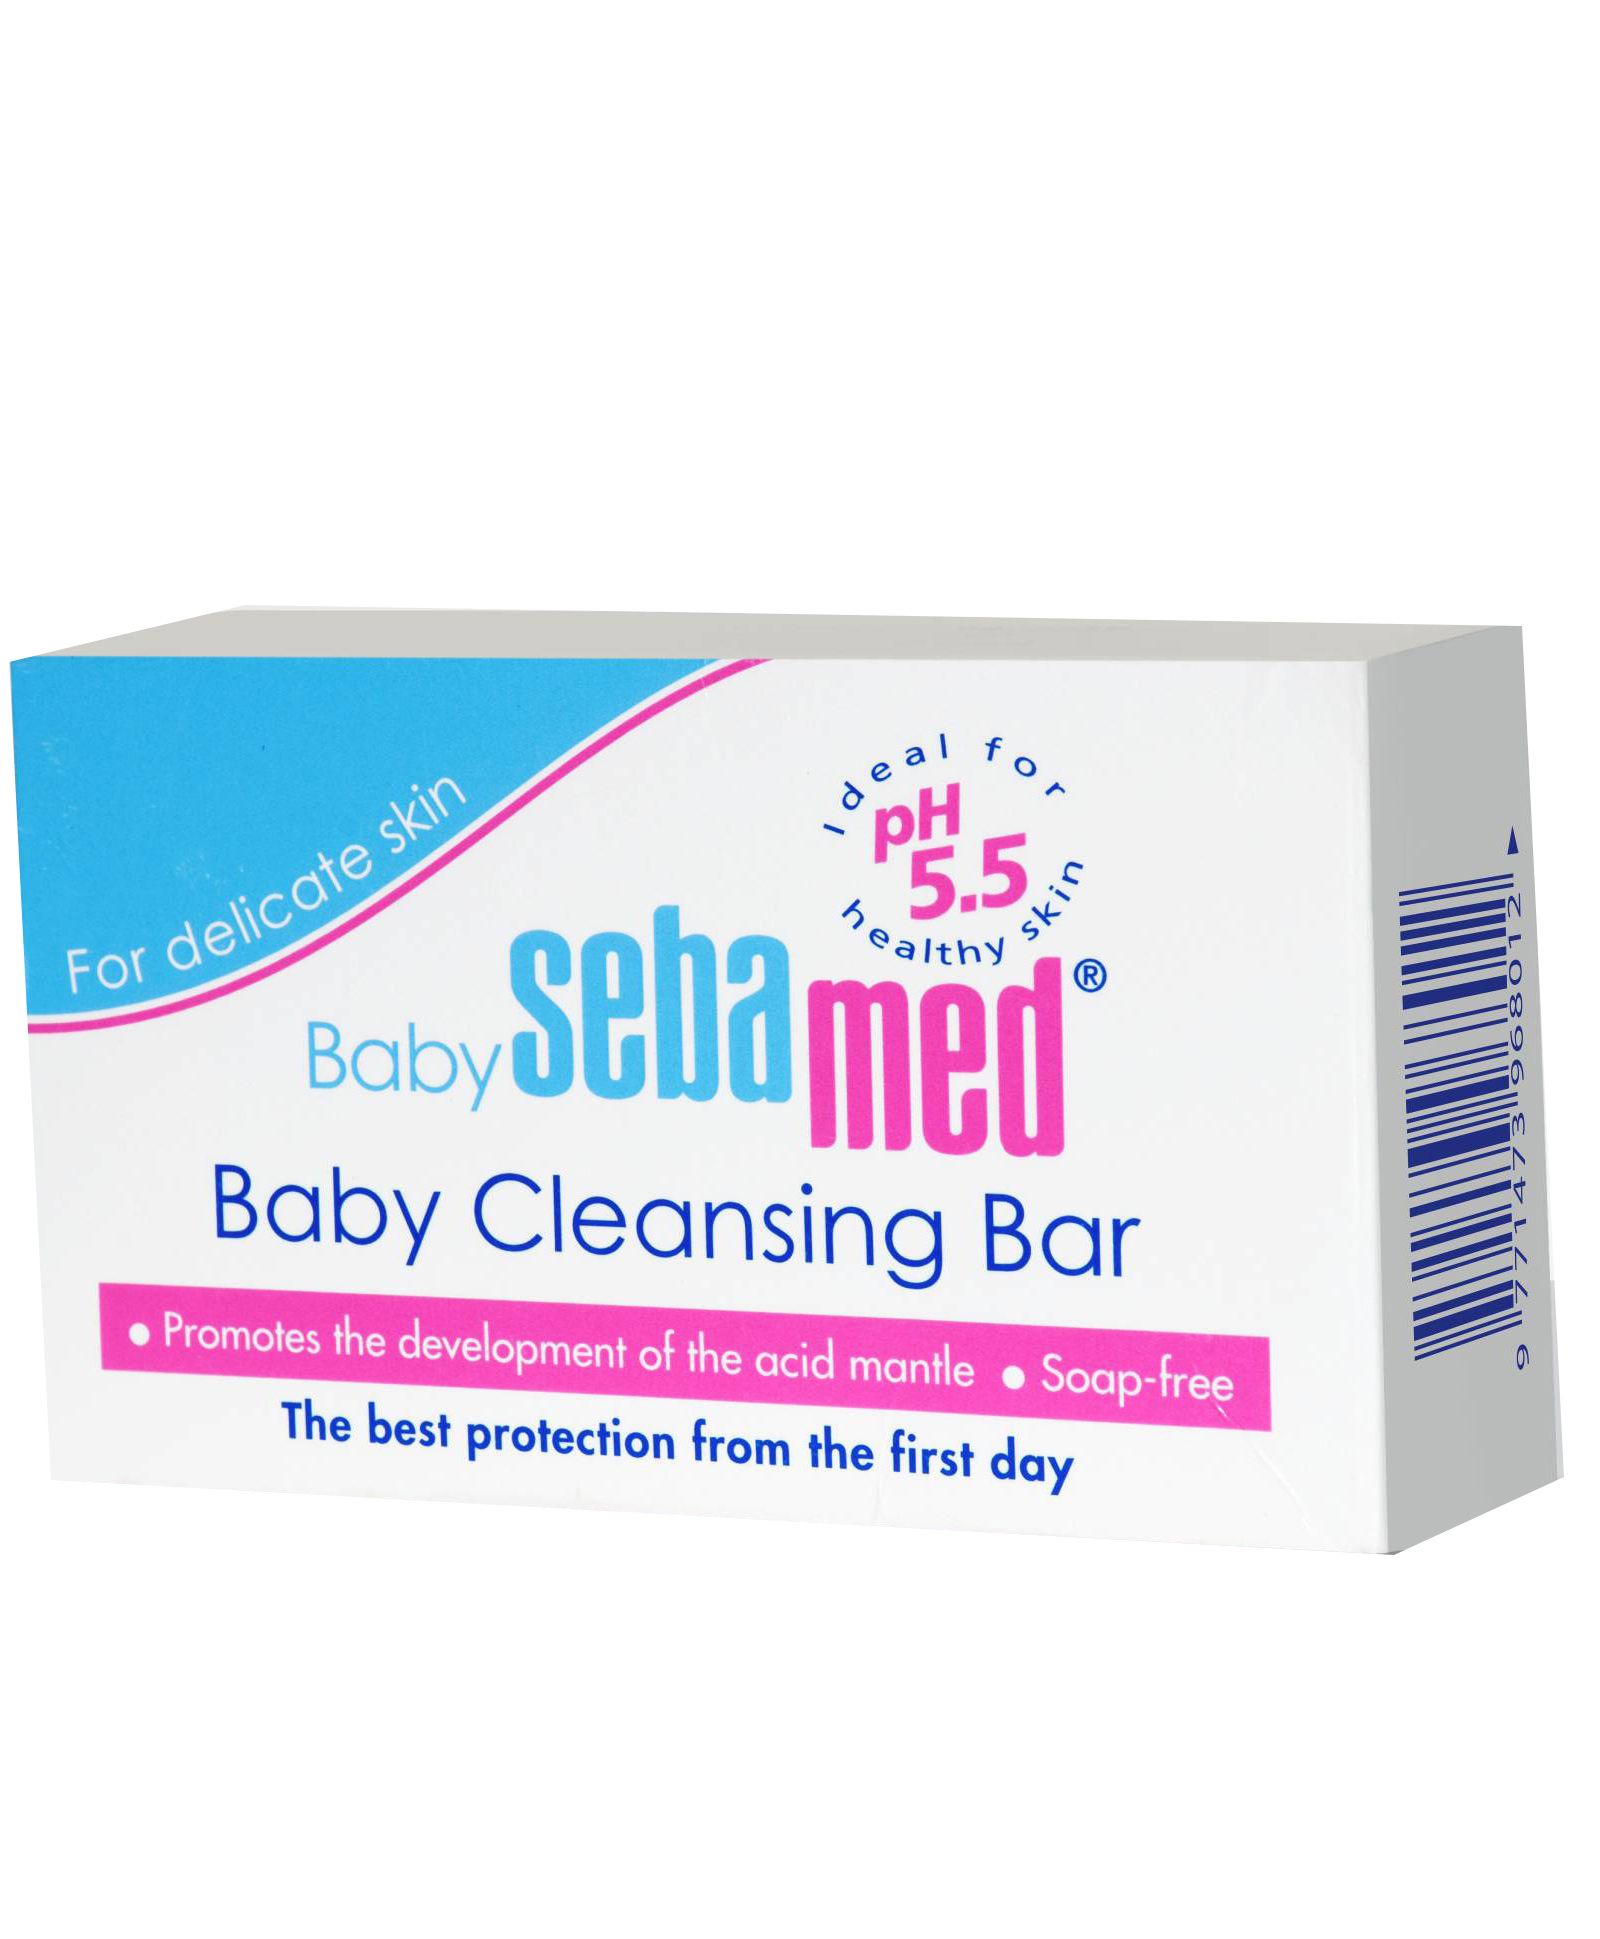 For delicate skin
Ideal for
pH
5.5
healthy skin
Baby sebamed®
Baby Cleansing Bar
• Promotes the development of the acid mantle • Soap-free
The best protection from the first day
9 771473 968012